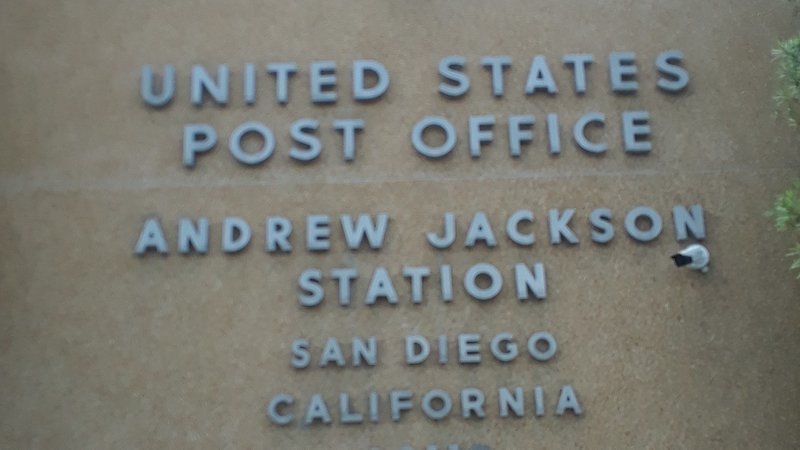 UNITED STATES
POST OFFICE
ANDREW JACKSON
STATION
SAN DIEGO
CALIFORNIA